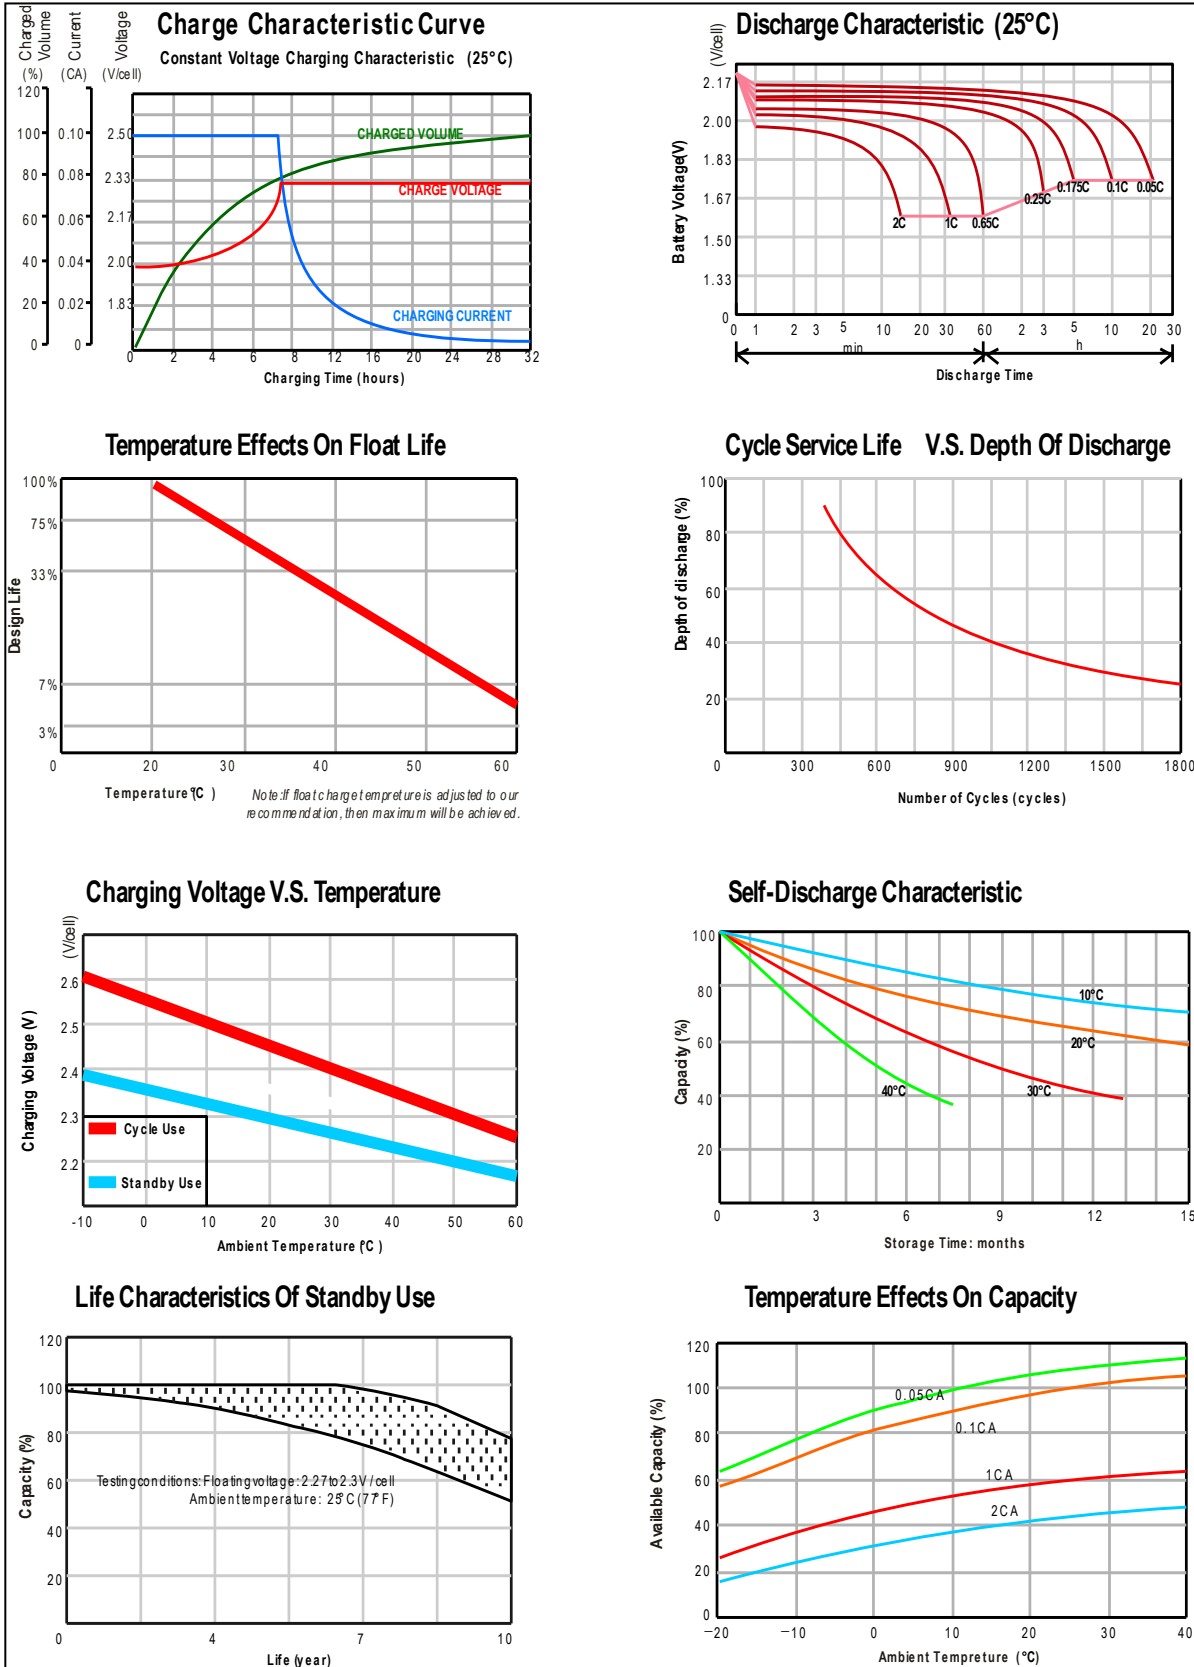 Charge Characteristic Curve
Constant Voltage Charging Characteristic (25°C)
Charged Volume (%)
Current (CA)
Voltage (V/cell)
120
100
80
60
40
20
0
0.10
0.08
0.06
0.04
0.02
0
2.50
2.33
2.17
2.00
1.83
CHARGED VOLUME
CHARGE VOLTAGE
CHARGING CURRENT
0 2 4 6 8 12 16 20 24 28 32
Charging Time (hours)
Discharge Characteristic (25°C)
(V/cell)
Battery Voltage(V)
2.17
2.00
1.83
1.67
1.50
1.33
0
2C 1C 0.65C 0.25C 0.175C 0.1C 0.05C
0 1 2 3 5 10 20 30 60 2 3 5 10 20 30
min h
Discharge Time
Temperature Effects On Float Life
Design Life
100%
75%
33%
7%
3%
0 20 30 40 50 60
Temperature(°C )
Note:If float charge tempreture is adjusted to our
recommendation, then maximum will be achieved.
Cycle Service Life V.S. Depth Of Discharge
Depth of discharge (%)
100
80
60
40
20
0 300 600 900 1200 1500 1800
Number of Cycles (cycles)
Charging Voltage V.S. Temperature
(V/cell)
Charging Voltage (V)
2.6
2.5
2.4
2.3
2.2
Cycle Use
Standby Use
-10 0 10 20 30 40 50 60
Ambient Temperature (°C )
Self-Discharge Characteristic
Capacity (%)
100
80
60
40
20
10°C
20°C
30°C
40°C
0 3 6 9 12 15
Storage Time: months
Life Characteristics Of Standby Use
Capacity (%)
120
100
80
60
40
20
Testing conditions: Floating voltage: 2.27 to 2.3V / cell
Ambient temperature: 25°C (77°F)
0 4 7 10
Life (year)
Temperature Effects On Capacity
Available Capacity (%)
120
100
80
60
40
20
0
0.05CA
0.1CA
1CA
2CA
-20 -10 0 10 20 30 40
Ambient Tempreture (°C)